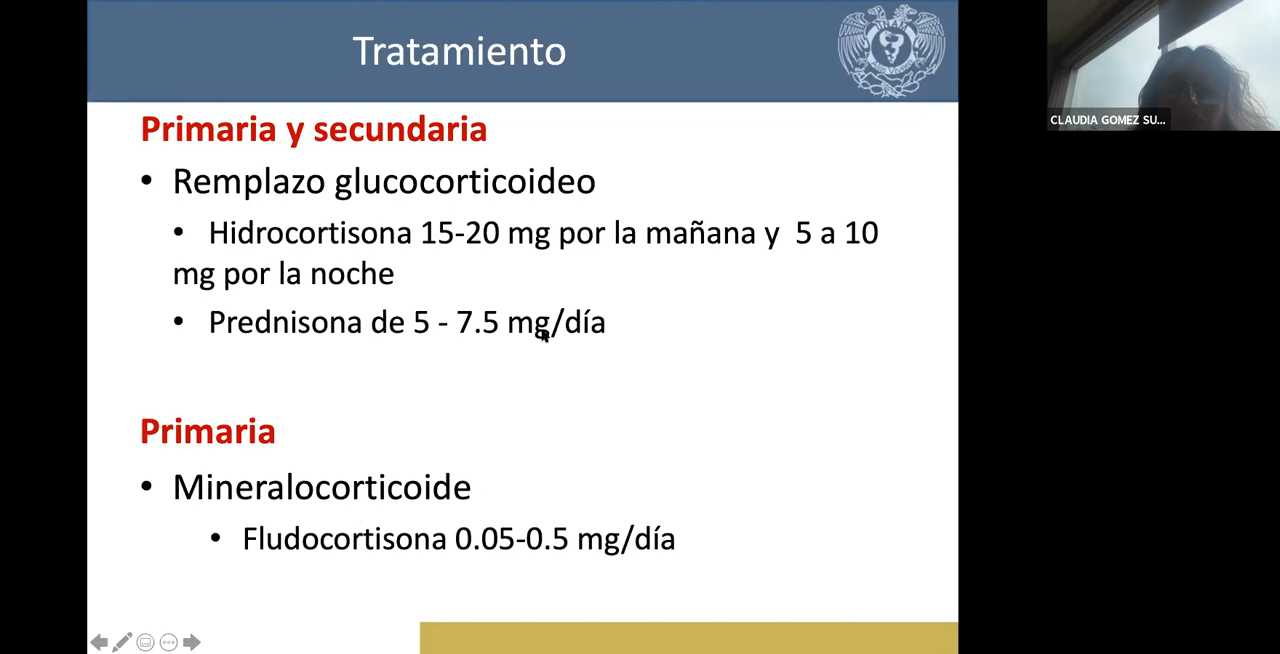 Tratamiento
CLAUDIA GOMEZ SU...
Primaria y secundaria
• Remplazo glucocorticoideo
• Hidrocortisona 15-20 mg por la mañana y 5 a 10
mg por la noche
• Prednisona de 5 - 7.5 mg/día
Primaria
• Mineralocorticoide
• Fludocortisona 0.05-0.5 mg/día